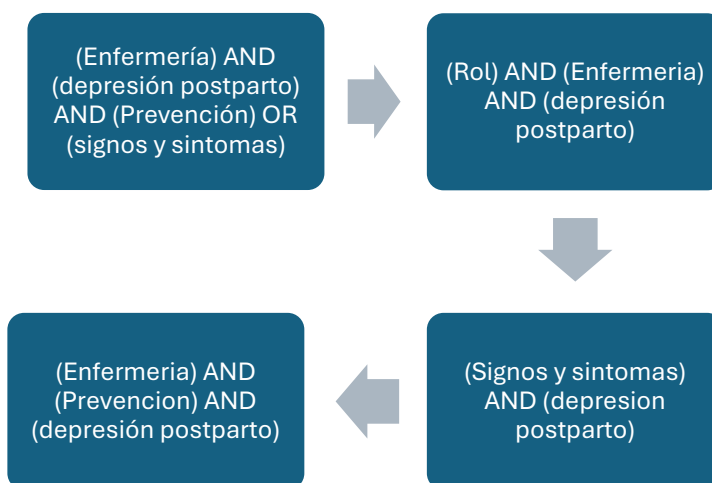 (Enfermería) AND
(depresión postparto)
AND (Prevención) OR
(signos y sintomas)
(Rol) AND (Enfermeria)
AND (depresión
postparto)
(Signos y sintomas)
AND (depresion
postparto)
(Enfermeria) AND
(Prevencion) AND
(depresión postparto)